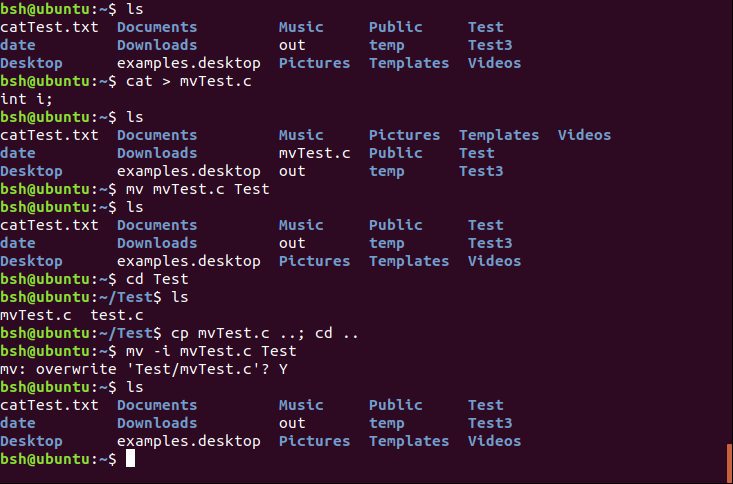 bsh@ubuntu:~$ ls
catTest.txt  Documents         Music     Public     Test
date         Downloads         out       temp       Test3
Desktop      examples.desktop  Pictures  Templates  Videos
bsh@ubuntu:~$ cat > mvTest.c
int i;
bsh@ubuntu:~$ ls
catTest.txt  Documents         Music     Pictures  Templates  Videos
date         Downloads         mvTest.c  Public    Test
Desktop      examples.desktop  out       temp      Test3
bsh@ubuntu:~$ mv mvTest.c Test
bsh@ubuntu:~$ ls
catTest.txt  Documents         Music     Public     Test
date         Downloads         out       temp       Test3
Desktop      examples.desktop  Pictures  Templates  Videos
bsh@ubuntu:~$ cd Test
bsh@ubuntu:~/Test$ ls
mvTest.c  test.c
bsh@ubuntu:~/Test$ cp mvTest.c ..; cd ..
bsh@ubuntu:~$ mv -i mvTest.c Test
mv: overwrite 'Test/mvTest.c'? Y
bsh@ubuntu:~$ ls
catTest.txt  Documents         Music     Public     Test
date         Downloads         out       temp       Test3
Desktop      examples.desktop  Pictures  Templates  Videos
bsh@ubuntu:~$